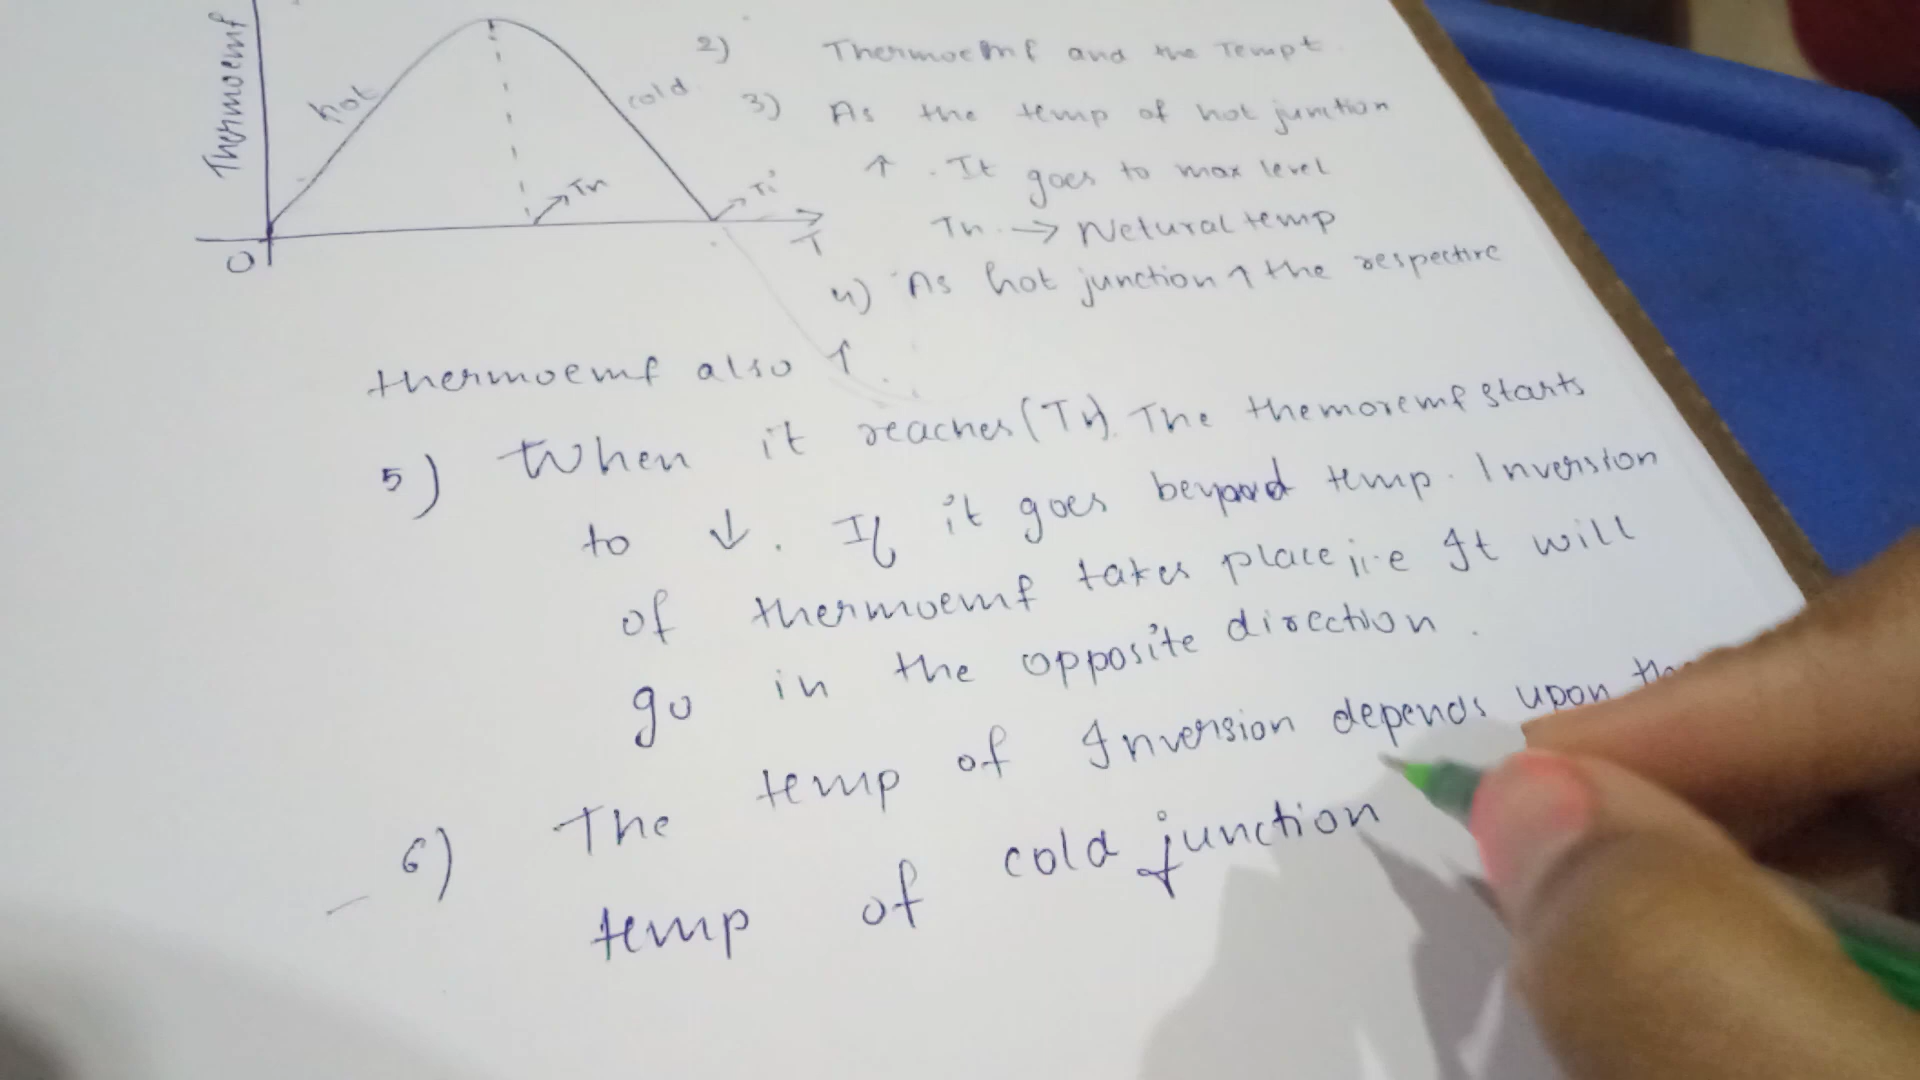 Thermoemf
hot
cold
Tn
Ti
T
O
2) Thermoemf and the Tempt
3) As the temp of hot junction
↑ . It goes to max level
Tn → Netural temp
4) As hot junction ↑ the respective
thermoemf also ↑.
5) When it reaches (Tn). The themoremf starts
to ↓. If it goes beyond temp. Inversion
of thermoemf takes place i.e It will
go in the opposite direction.
6) The temp of Inversion depends upon the
temp of cold junction